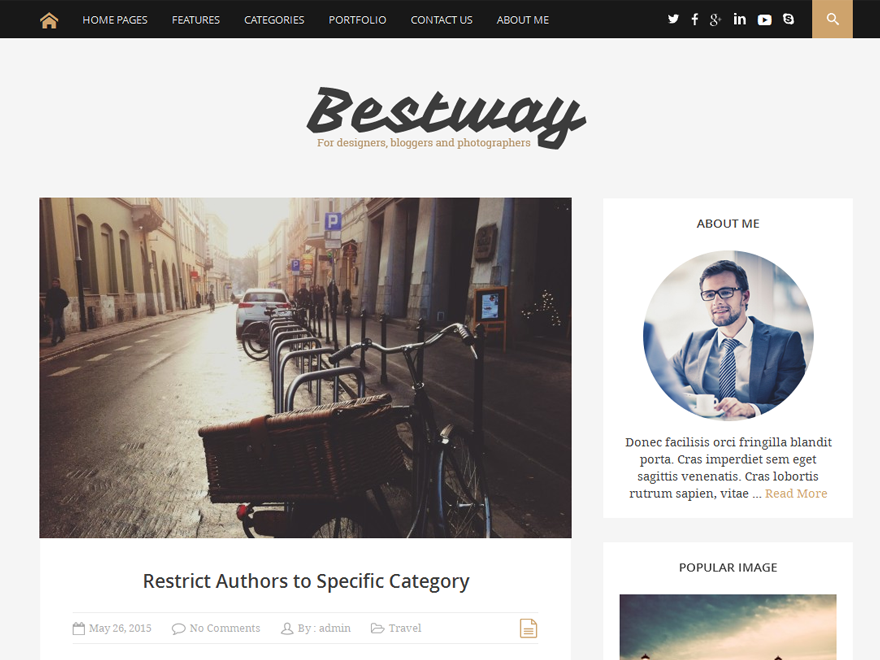 HOME PAGES FEATURES CATEGORIES PORTFOLIO CONTACT US ABOUT ME
Bestway
For designers, bloggers and photographers
P
P
ABOUT ME
Donec facilisis orci fringilla blandit
porta. Cras imperdiet sem eget
sagittis venenatis. Cras lobortis
rutrum sapien, vitae ... Read More
Restrict Authors to Specific Category
May 26, 2015 No Comments By : admin Travel
POPULAR IMAGE